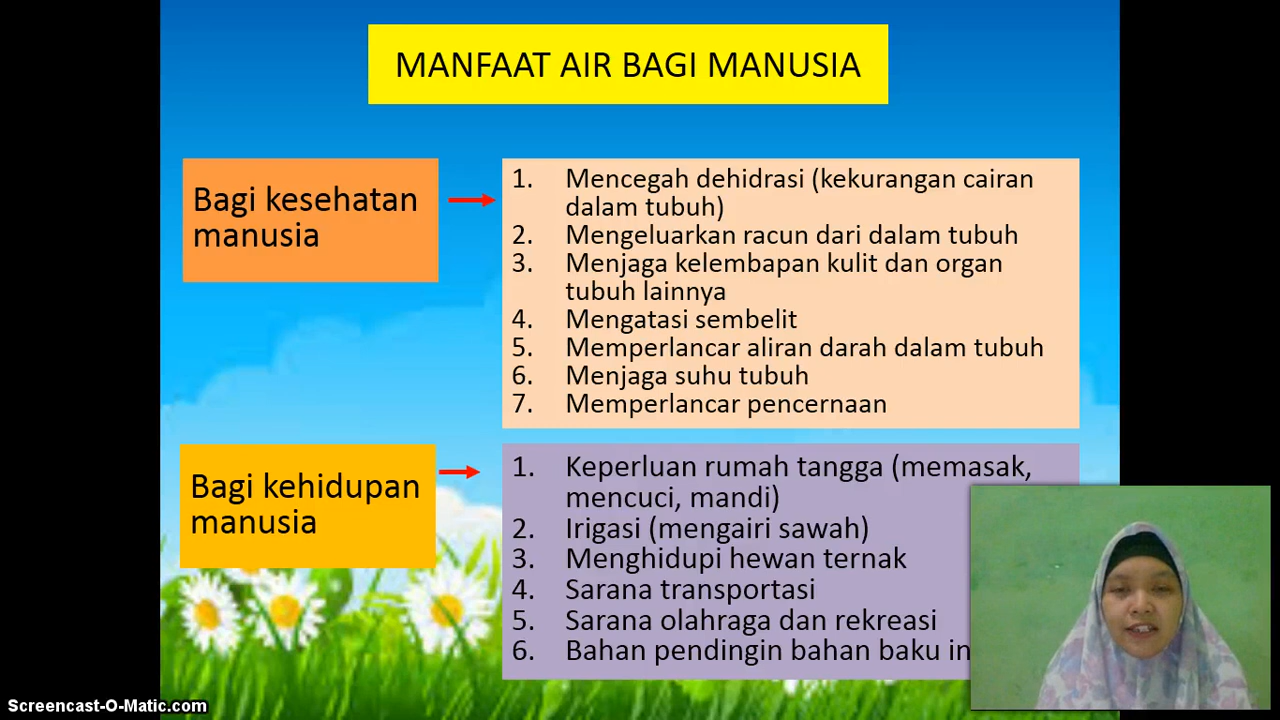 MANFAAT AIR BAGI MANUSIA
Bagi kesehatan
manusia
1. Mencegah dehidrasi (kekurangan cairan
dalam tubuh)
2. Mengeluarkan racun dari dalam tubuh
3. Menjaga kelembapan kulit dan organ
tubuh lainnya
4. Mengatasi sembelit
5. Memperlancar aliran darah dalam tubuh
6. Menjaga suhu tubuh
7. Memperlancar pencernaan
Bagi kehidupan
manusia
1. Keperluan rumah tangga (memasak,
mencuci, mandi)
2. Irigasi (mengairi sawah)
3. Menghidupi hewan ternak
4. Sarana transportasi
5. Sarana olahraga dan rekreasi
6. Bahan pendingin bahan baku
Screencast-O-Matic.com